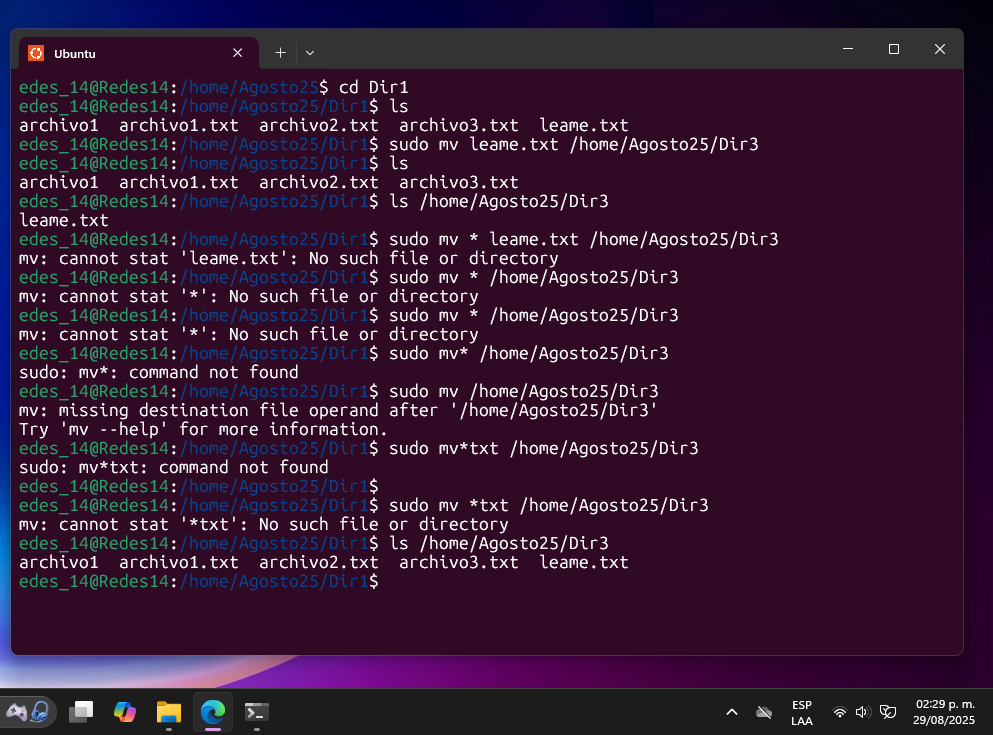 Ubuntu
edes_14@Redes14:/home/Agosto25$ cd Dir1
edes_14@Redes14:/home/Agosto25/Dir1$ ls
archivo1  archivo1.txt  archivo2.txt  archivo3.txt  leame.txt
edes_14@Redes14:/home/Agosto25/Dir1$ sudo mv leame.txt /home/Agosto25/Dir3
edes_14@Redes14:/home/Agosto25/Dir1$ ls
archivo1  archivo1.txt  archivo2.txt  archivo3.txt
edes_14@Redes14:/home/Agosto25/Dir1$ ls /home/Agosto25/Dir3
leame.txt
edes_14@Redes14:/home/Agosto25/Dir1$ sudo mv * leame.txt /home/Agosto25/Dir3
mv: cannot stat 'leame.txt': No such file or directory
edes_14@Redes14:/home/Agosto25/Dir1$ sudo mv * /home/Agosto25/Dir3
mv: cannot stat '*': No such file or directory
edes_14@Redes14:/home/Agosto25/Dir1$ sudo mv * /home/Agosto25/Dir3
mv: cannot stat '*': No such file or directory
edes_14@Redes14:/home/Agosto25/Dir1$ sudo mv* /home/Agosto25/Dir3
sudo: mv*: command not found
edes_14@Redes14:/home/Agosto25/Dir1$ sudo mv /home/Agosto25/Dir3
mv: missing destination file operand after '/home/Agosto25/Dir3'
Try 'mv --help' for more information.
edes_14@Redes14:/home/Agosto25/Dir1$ sudo mv*txt /home/Agosto25/Dir3
sudo: mv*txt: command not found
edes_14@Redes14:/home/Agosto25/Dir1$
edes_14@Redes14:/home/Agosto25/Dir1$ sudo mv *txt /home/Agosto25/Dir3
mv: cannot stat '*txt': No such file or directory
edes_14@Redes14:/home/Agosto25/Dir1$ ls /home/Agosto25/Dir3
archivo1  archivo1.txt  archivo2.txt  archivo3.txt  leame.txt
edes_14@Redes14:/home/Agosto25/Dir1$
ESP
LAA
02:29 p. m.
29/08/2025